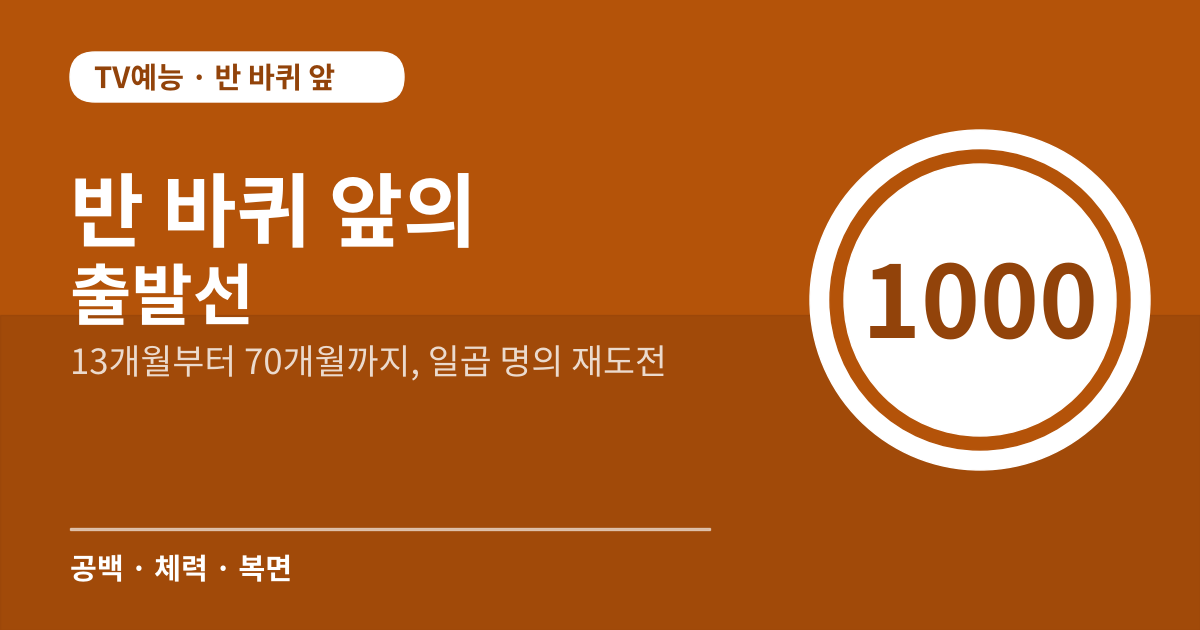 TV예능 · 반 바퀴 앞
반 바퀴 앞의
출발선
13개월부터 70개월까지, 일곱 명의 재도전
1000
공백 · 체력 · 복면